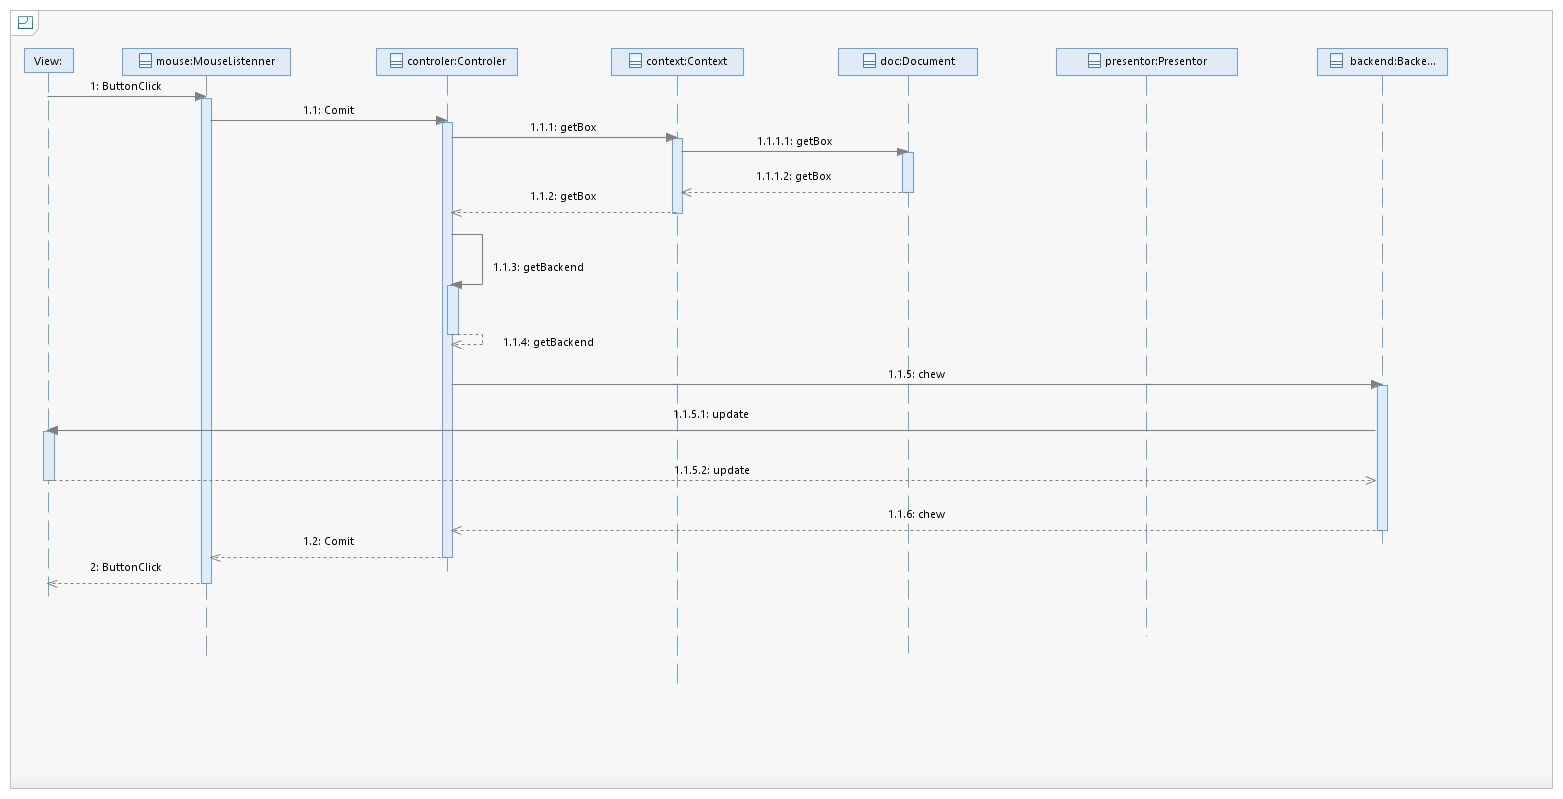 View:
mouse:MouseListenner
controler:Controler
context:Context
doc:Document
presentor:Presentor
backend:Backe...
1: ButtonClick
1.1: Comit
1.1.1: getBox
1.1.1.1: getBox
1.1.1.2: getBox
1.1.2: getBox
1.1.3: getBackend
1.1.4: getBackend
1.1.5: chew
1.1.5.1: update
1.1.5.2: update
1.1.6: chew
1.2: Comit
2: ButtonClick